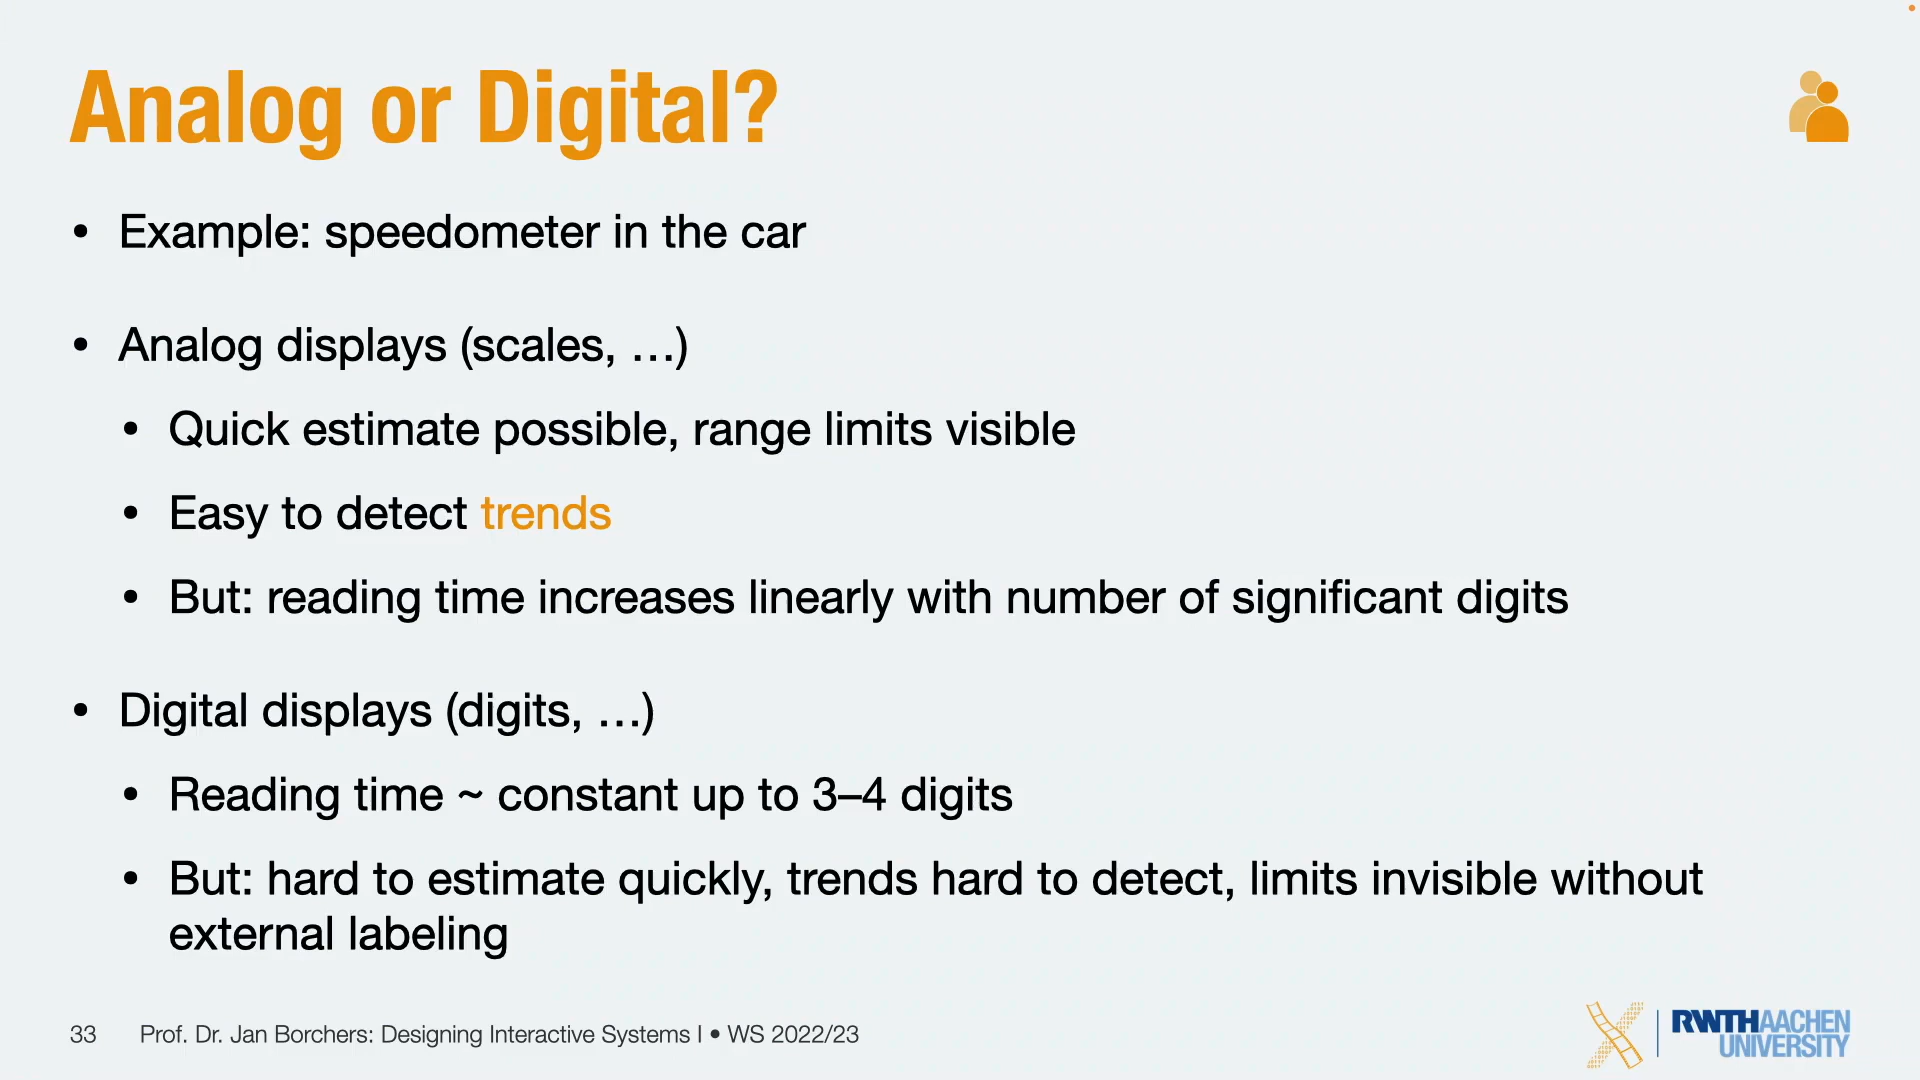 Analog or Digital?
• Example: speedometer in the car
• Analog displays (scales, …)
• Quick estimate possible, range limits visible
• Easy to detect trends
• But: reading time increases linearly with number of significant digits
• Digital displays (digits, …)
• Reading time ~ constant up to 3–4 digits
• But: hard to estimate quickly, trends hard to detect, limits invisible without
external labeling
33 Prof. Dr. Jan Borchers: Designing Interactive Systems I • WS 2022/23
RWTHAACHEN
UNIVERSITY